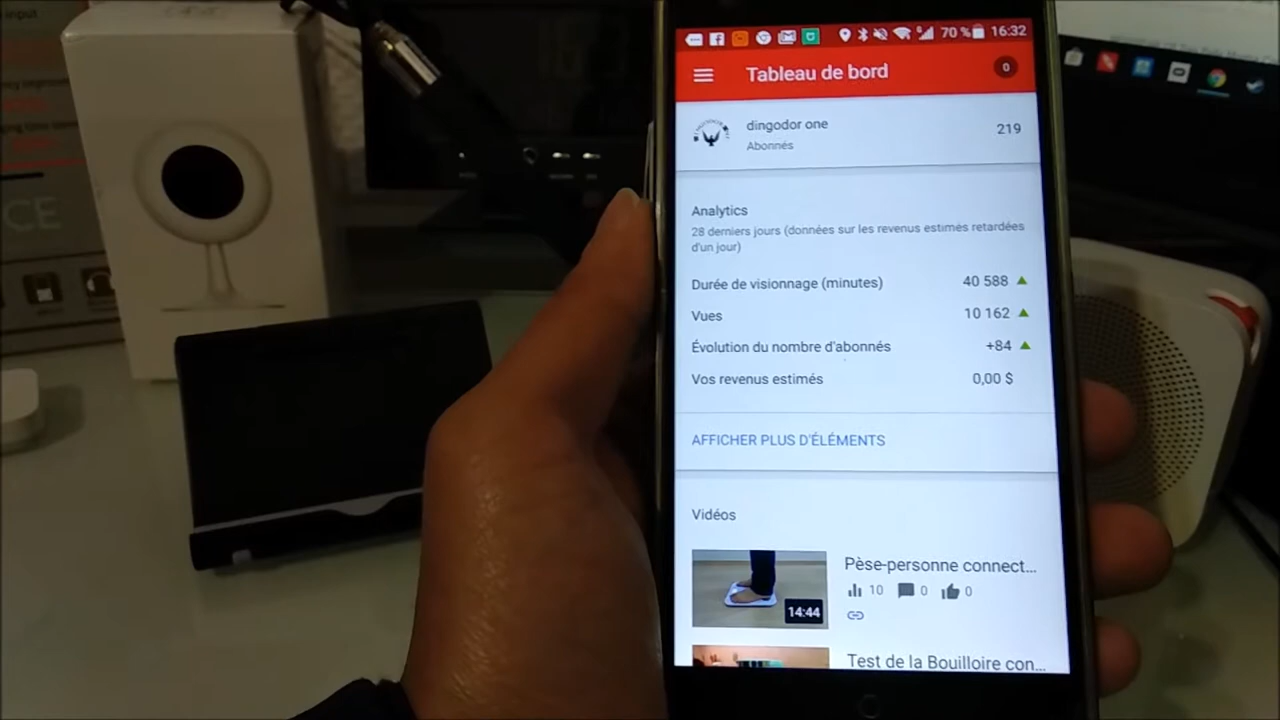 input
CE
70 % 16:32
Tableau de bord
0
dingodor one
219
Abonnés
Analytics
28 derniers jours (données sur les revenus estimés retardées
d'un jour)
Durée de visionnage (minutes)
40 588
Vues
10 162
Évolution du nombre d'abonnés
+84
Vos revenus estimés
0,00 $
AFFICHER PLUS D'ÉLÉMENTS
Vidéos
Pèse-personne connect...
10 0 0
14:44
Test de la Bouilloire con...